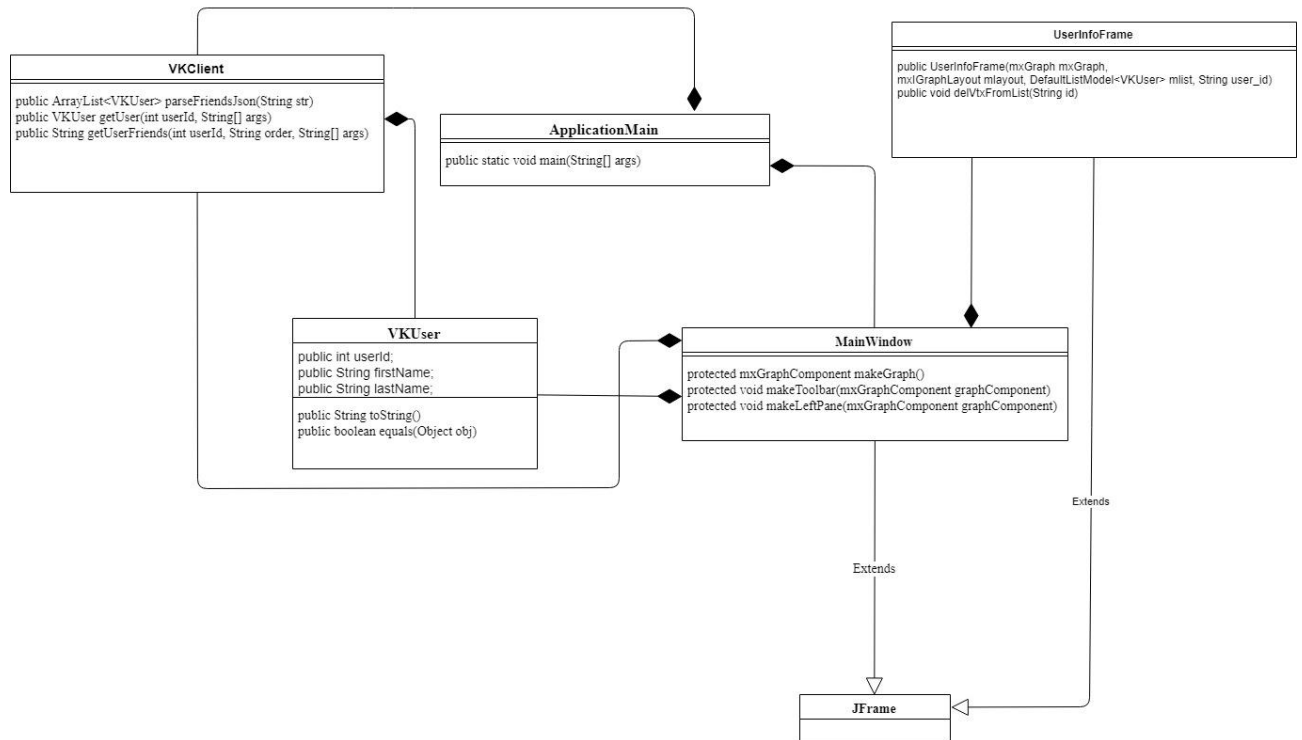 UserInfoFrame
public UserInfoFrame(mxGraph mxGraph,
mxIGraphLayout mlayout, DefaultListModel<VKUser> mlist, String user_id)
public void delVtxFromList(String id)
VKClient
public ArrayList<VKUser> parseFriendsJson(String str)
public VKUser getUser(int userId, String[] args)
public String getUserFriends(int userId, String order, String[] args)
ApplicationMain
public static void main(String[] args)
VKUser
public int userId;
public String firstName;
public String lastName;
public String toString()
public boolean equals(Object obj)
MainWindow
protected mxGraphComponent makeGraph()
protected void makeToolbar(mxGraphComponent graphComponent)
protected void makeLeftPane(mxGraphComponent graphComponent)
Extends
Extends
JFrame